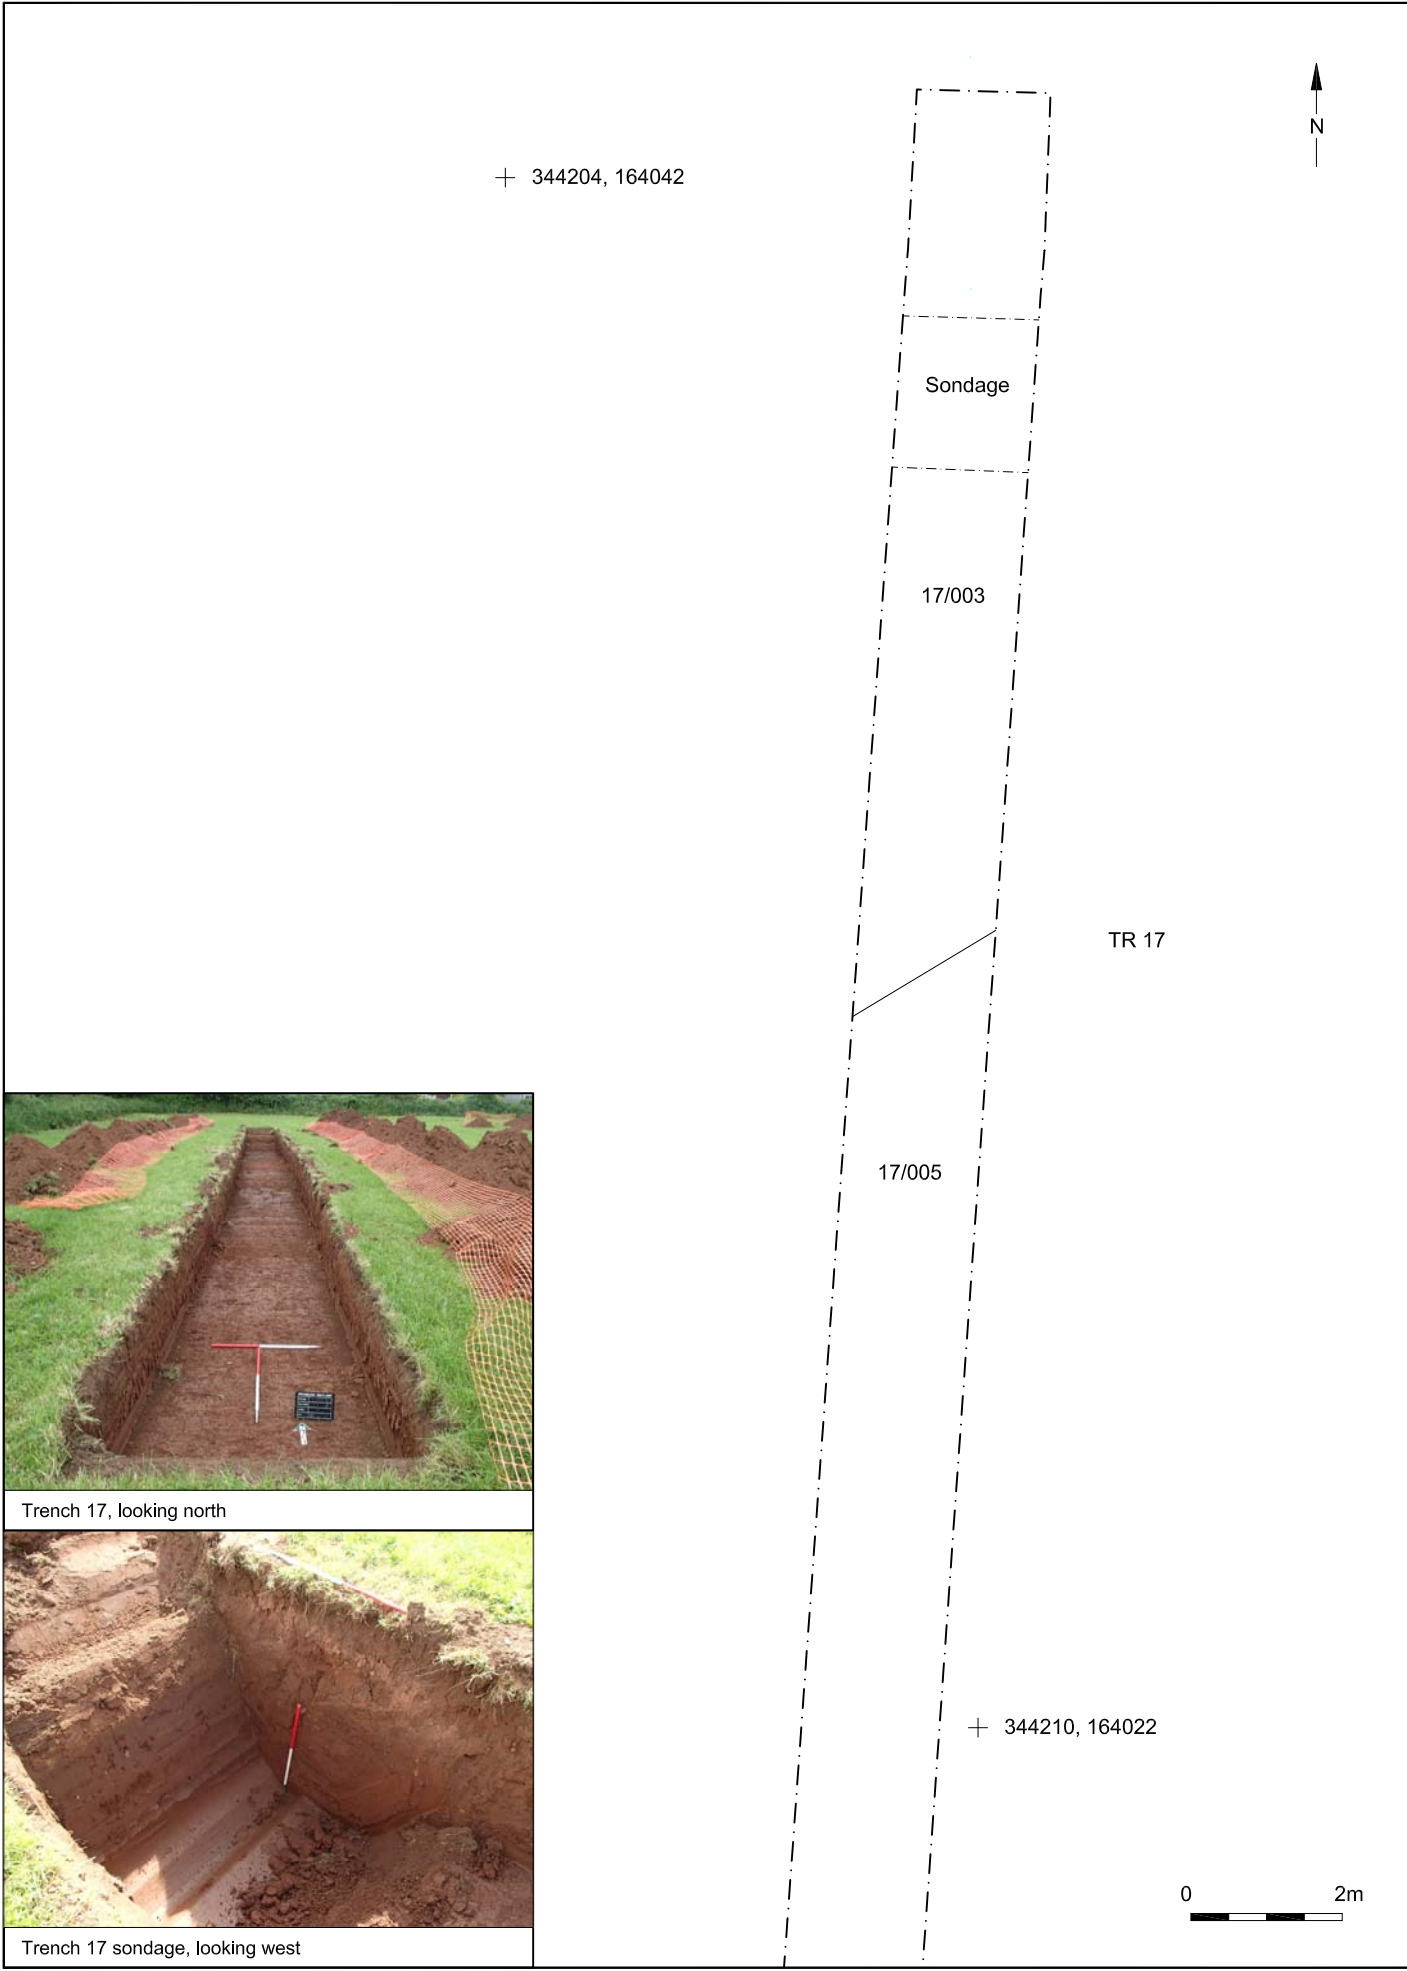 N
344204, 164042
Sondage
17/003
TR 17
17/005
Trench 17, looking north
344210, 164022
0 2m
Trench 17 sondage, looking west